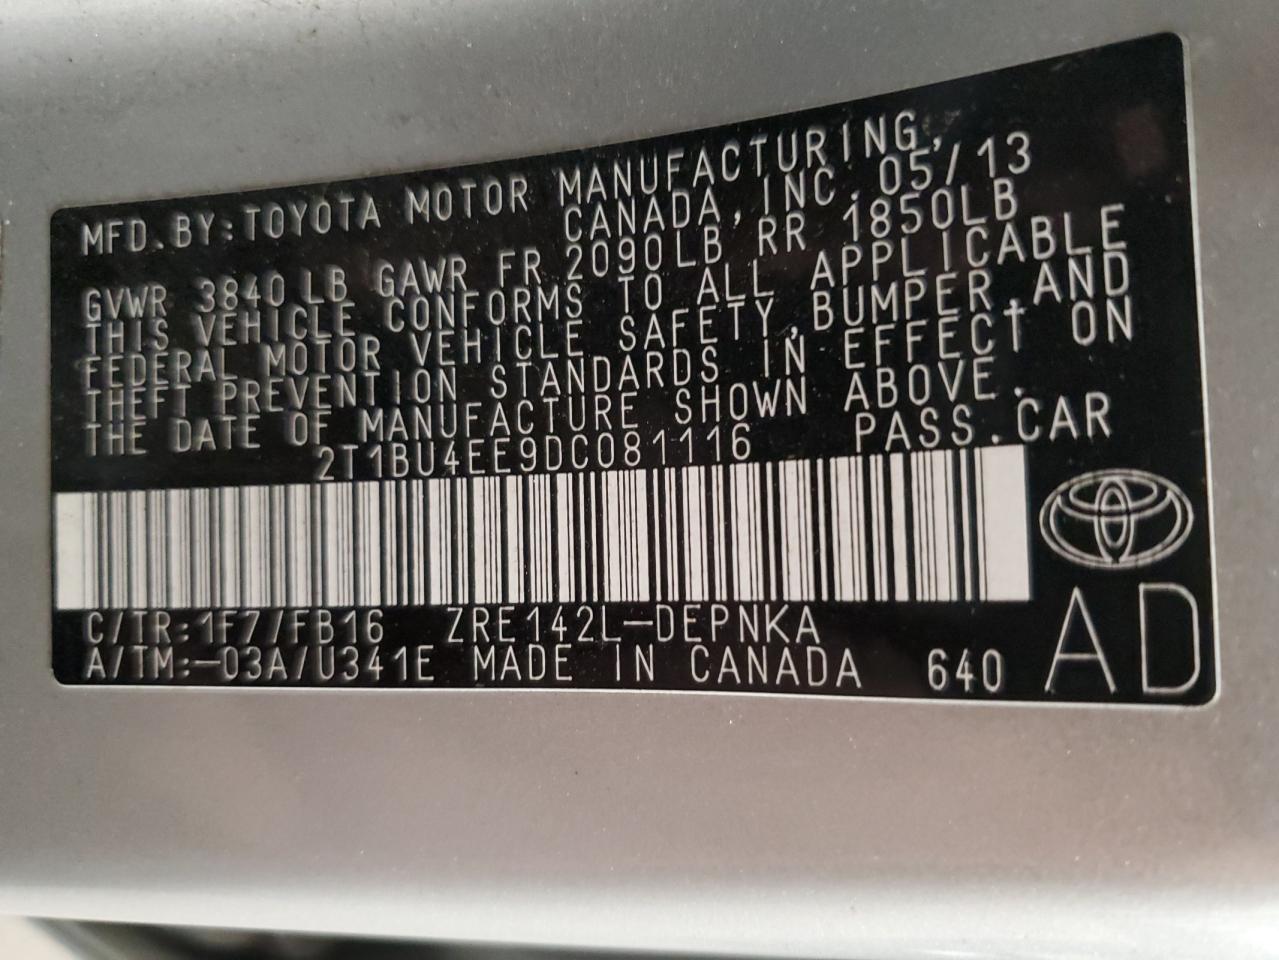 MFD.BY:TOYOTA MOTOR MANUFACTURING,
CANADA,INC.05/13
GVWR 3840 LB GAWR FR 2090LB RR 1850LB
THIS VEHICLE CONFORMS TO ALL APPLICABLE
FEDERAL MOTOR VEHICLE SAFETY,BUMPER,AND
THEFT PREVENTION STANDARDS IN EFFECT ON
THE DATE OF MANUFACTURE SHOWN ABOVE.
2T1BU4EE9DC081116 PASS.CAR
C/TR:1F7/FB16 ZRE142L-DEPNKA
A/TM:-03A/U341E MADE IN CANADA 640 AD